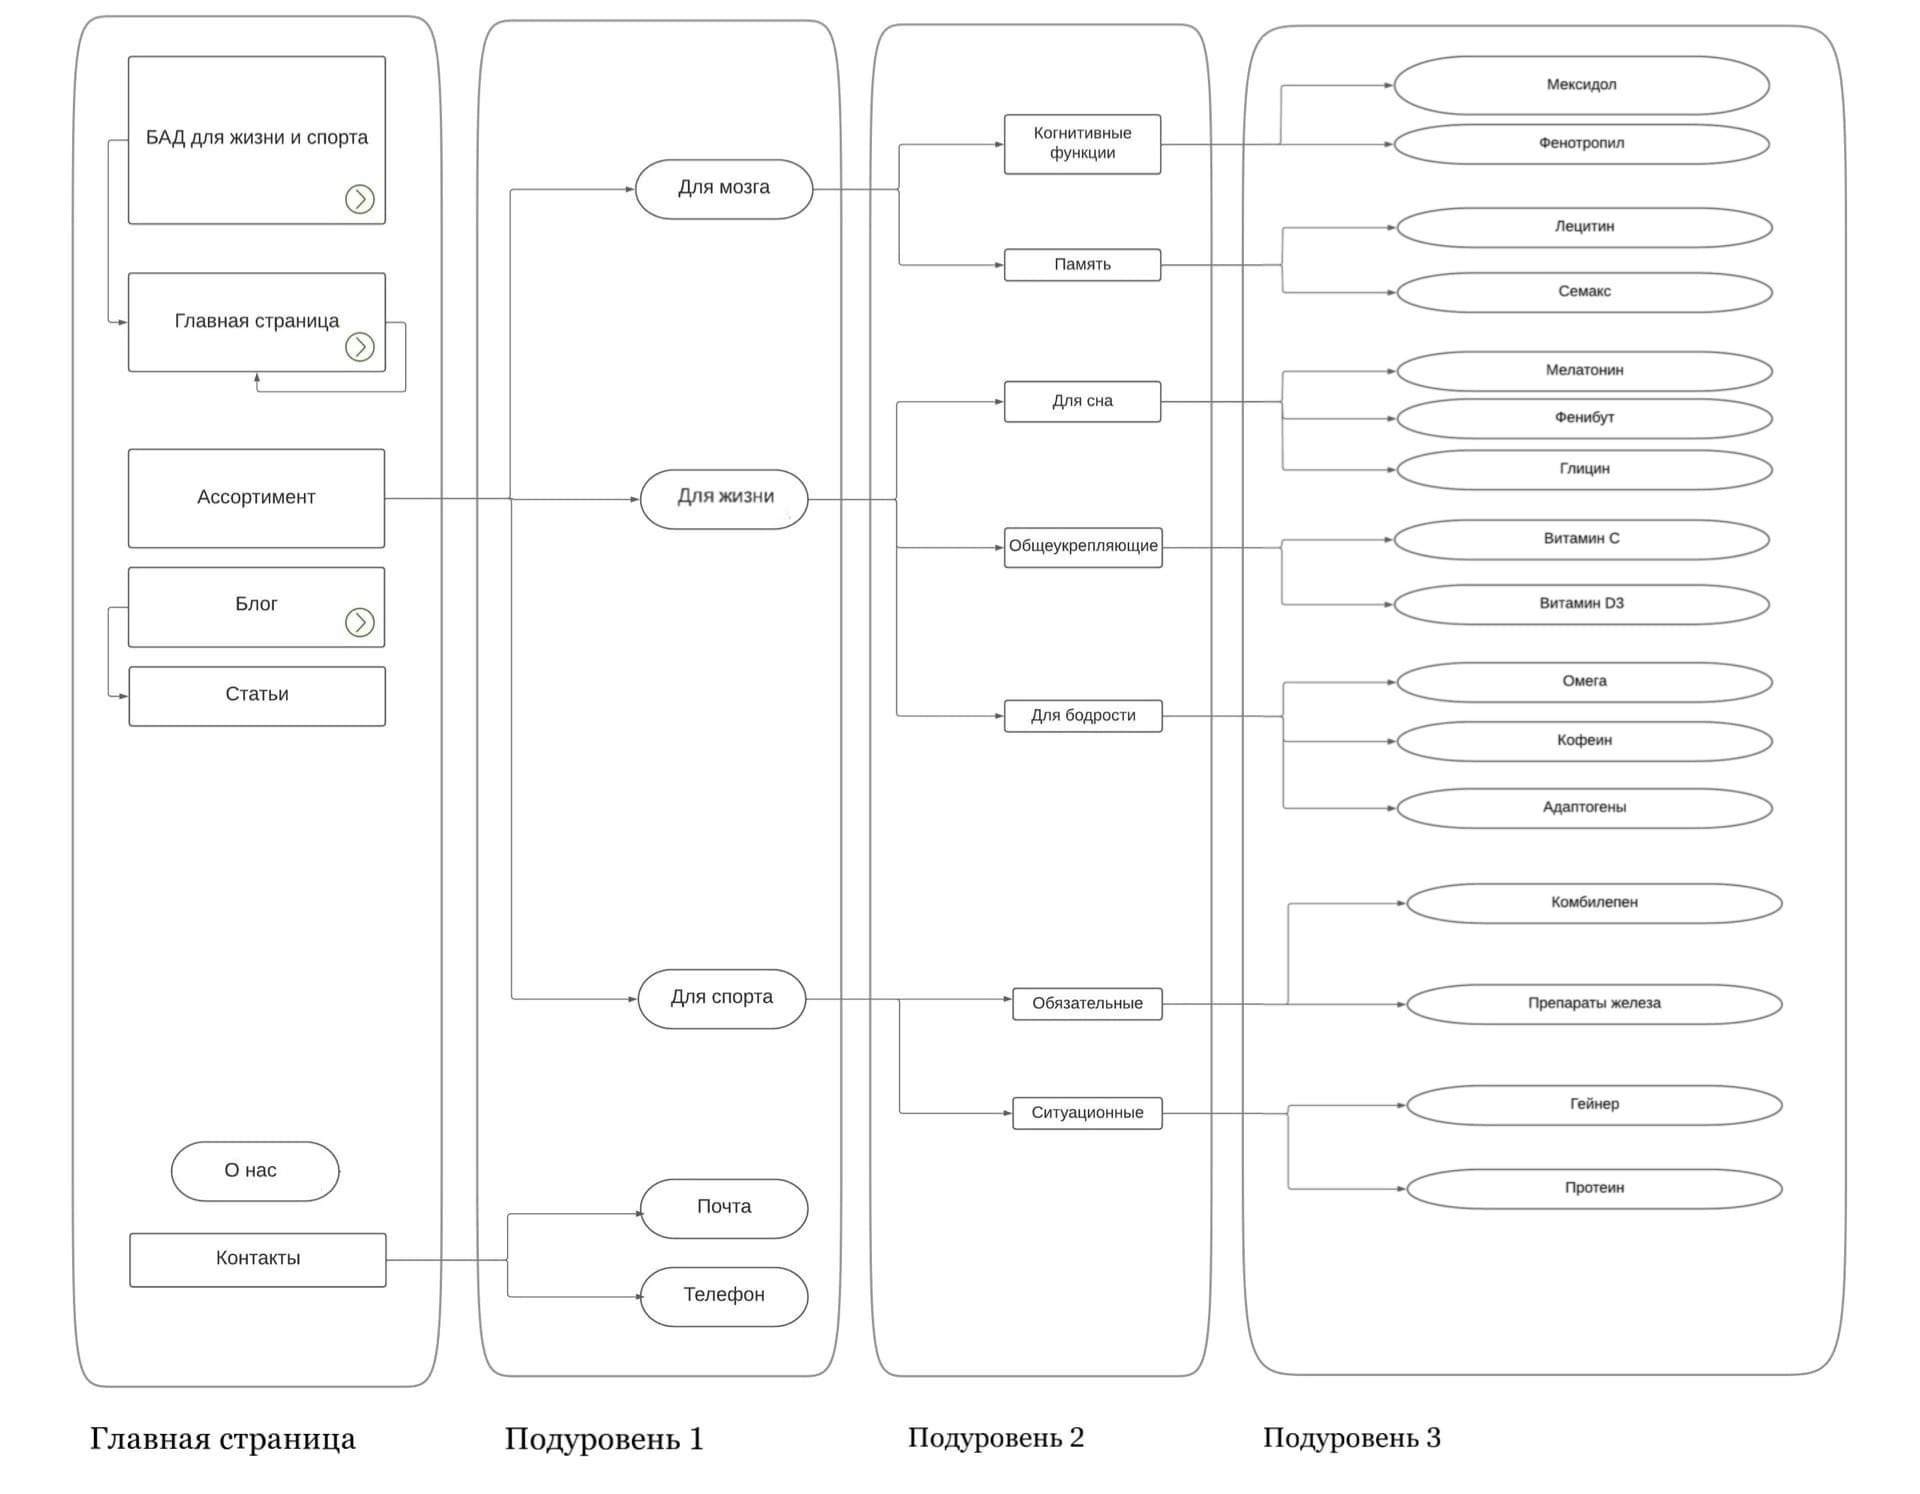 БАД для жизни и спорта
Главная страница
Ассортимент
Блог
Статьи
О нас
Контакты
Для мозга
Для жизни
Для спорта
Почта
Телефон
Когнитивные
функции
Память
Для сна
Общеукрепляющие
Для бодрости
Обязательные
Ситуационные
Мексидол
Фенотропил
Лецитин
Семакс
Мелатонин
Фенибут
Глицин
Витамин С
Витамин D3
Омега
Кофеин
Адаптогены
Комбилепен
Препараты железа
Гейнер
Протеин
Главная страница
Подуровень 1
Подуровень 2
Подуровень 3